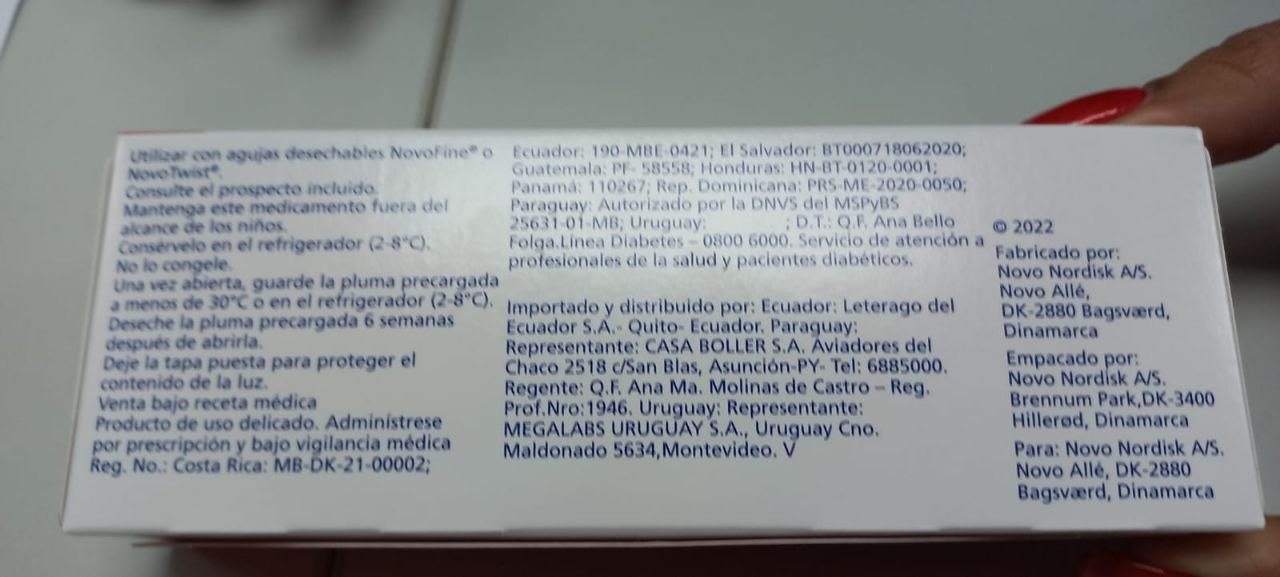 Utilizar con agujas desechables NovoFine® o
NovoTwist®.
Consulte el prospecto incluido.
Mantenga este medicamento fuera del
alcance de los niños.
Consérvelo en el refrigerador (2-8°C).
No lo congele.
Una vez abierta, guarde la pluma precargada
a menos de 30°C o en el refrigerador (2-8°C).
Deseche la pluma precargada 6 semanas
después de abrirla.
Deje la tapa puesta para proteger el
contenido de la luz.
Venta bajo receta médica
Producto de uso delicado. Adminístrese
por prescripción y bajo vigilancia médica
Reg. No.: Costa Rica: MB-DK-21-00002;
Ecuador: 190-MBE-0421; El Salvador: BT000718062020;
Guatemala: PF- 58558; Honduras: HN-BT-0120-0001;
Panamá: 110267; Rep. Dominicana: PRS-ME-2020-0050;
Paraguay: Autorizado por la DNVS del MSPyBS
25631-01-MB; Uruguay: ; D.T.: Q.F. Ana Bello
Folga.Línea Diabetes – 0800 6000. Servicio de atención a
profesionales de la salud y pacientes diabéticos.
Importado y distribuido por: Ecuador: Leterago del
Ecuador S.A.- Quito- Ecuador. Paraguay:
Representante: CASA BOLLER S.A. Aviadores del
Chaco 2518 c/San Blas, Asunción-PY- Tel: 6885000.
Regente: Q.F. Ana Ma. Molinas de Castro – Reg.
Prof.Nro:1946. Uruguay: Representante:
MEGALABS URUGUAY S.A., Uruguay Cno.
Maldonado 5634,Montevideo. V
© 2022
Fabricado por:
Novo Nordisk A/S.
Novo Allé,
DK-2880 Bagsværd,
Dinamarca
Empacado por:
Novo Nordisk A/S.
Brennum Park,DK-3400
Hillerød, Dinamarca
Para: Novo Nordisk A/S.
Novo Allé, DK-2880
Bagsværd, Dinamarca